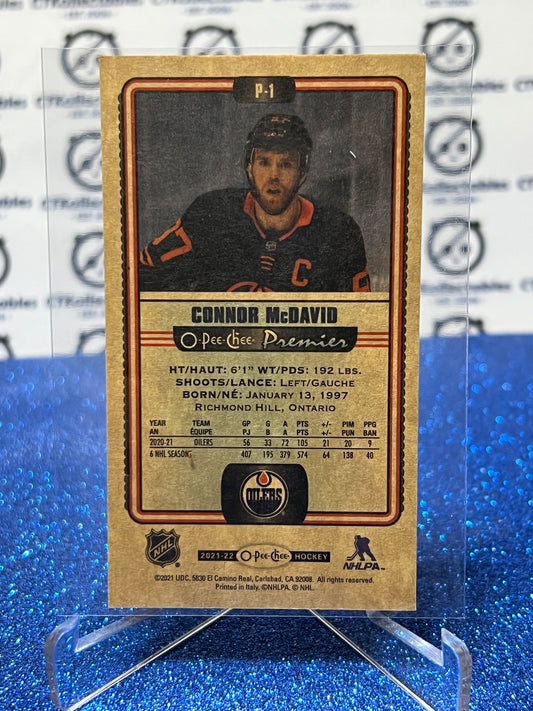 CTKollectables
P-1
97
C
CONNOR McDAVID
O-Pee-Chee Premier
HT/HAUT: 6'1" WT/PDS: 192 LBS.
SHOOTS/LANCE: LEFT/GAUCHE
BORN/NÉ: JANUARY 13, 1997
RICHMOND HILL, ONTARIO
YEAR TEAM GP G A PTS +/- PIM PPG
AN ÉQUIPE PJ B A PTS +/- PUN BAN
2020-21 OILERS 56 33 72 105 21 20 9
6 NHL SEASONS 407 195 379 574 64 138 40
OILERS
NHL
2021-22 O-Pee-Chee HOCKEY
NHLPA
©2021 UDC. 5830 El Camino Real, Carlsbad, CA 92008. All rights reserved.
Printed in Italy. ©NHLPA. © NHL.